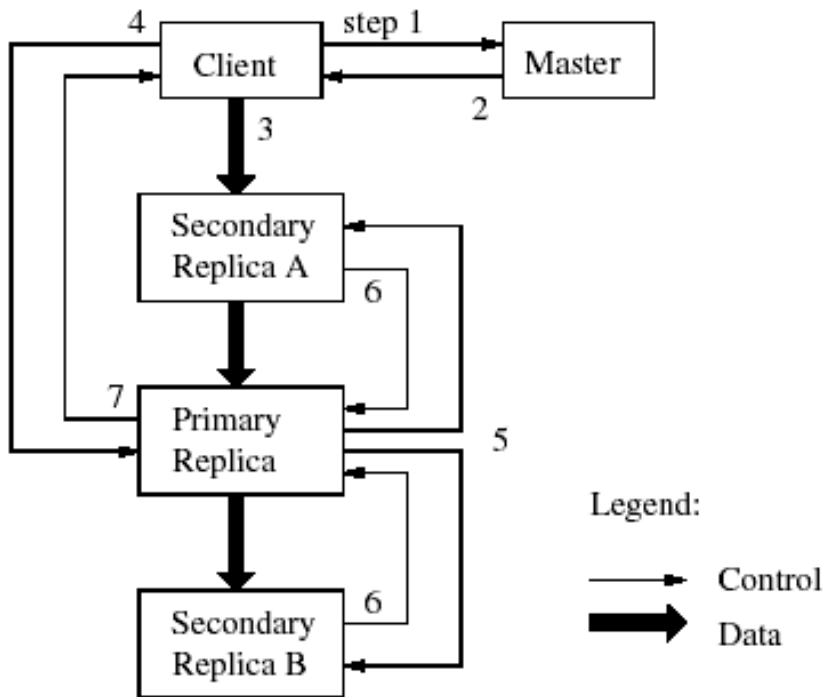 4
step 1
Client
Master
2
3
Secondary
Replica A
6
7
Primary
Replica
5
Legend:
Control
6
Secondary
Replica B
Data